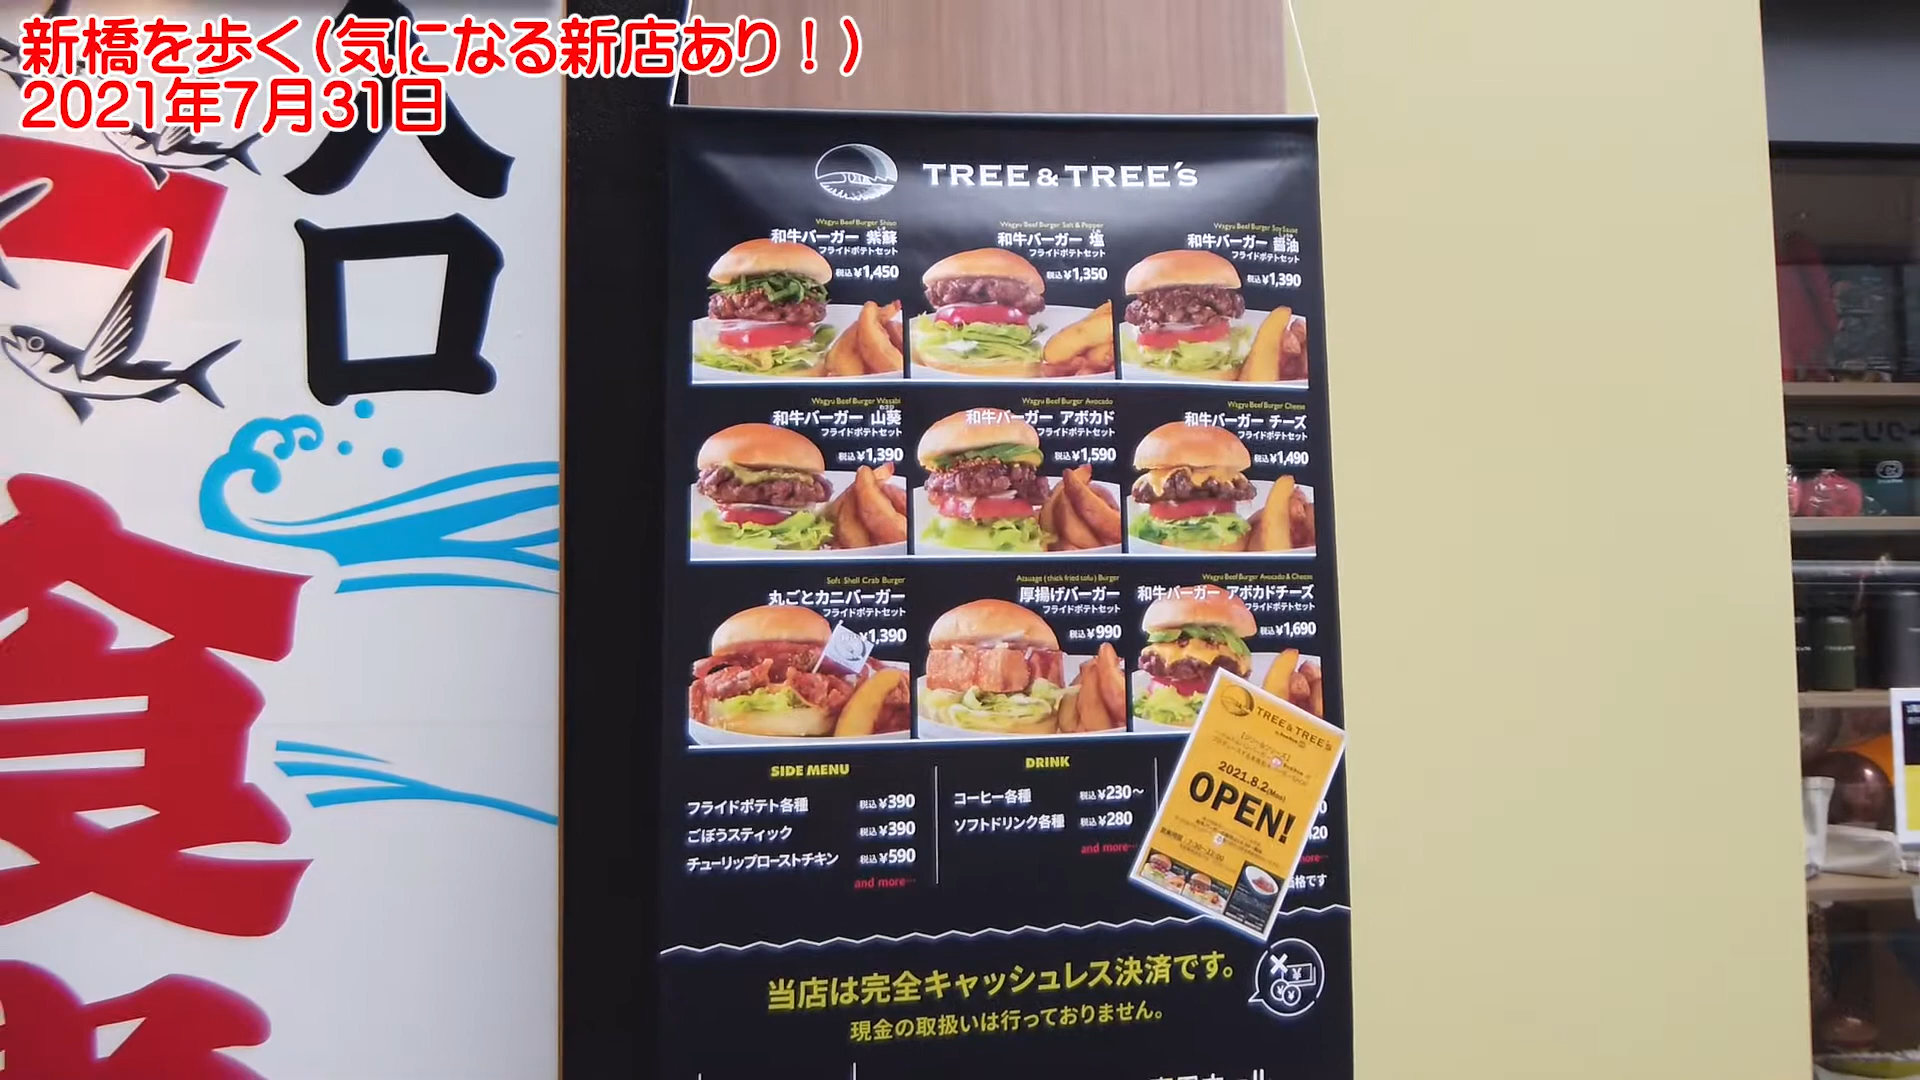 新橋を歩く(気になる新店あり！)
2021年7月31日
入口
食
TREE & TREE's
Wagyu Beef Burger Shiso
和牛バーガー 紫蘇
フライドポテトセット
税込¥1,450
Wagyu Beef Burger Salt & Pepper
和牛バーガー 塩
フライドポテトセット
税込¥1,350
Wagyu Beef Burger Soy Sauce
和牛バーガー 醤油
フライドポテトセット
税込¥1,390
Wagyu Beef Burger Wasabi
和牛バーガー 山葵
フライドポテトセット
税込¥1,390
Wagyu Beef Burger Avocado
和牛バーガー アボカド
フライドポテトセット
税込¥1,590
Wagyu Beef Burger Cheese
和牛バーガー チーズ
フライドポテトセット
税込¥1,490
Soft Shell Crab Burger
丸ごとカニバーガー
フライドポテトセット
税込¥1,390
Atsuage (thick fried tofu) Burger
厚揚げバーガー
フライドポテトセット
税込¥990
Wagyu Beef Burger Avocado & Cheese
和牛バーガー アボカドチーズ
フライドポテトセット
税込¥1,690
SIDE MENU
フライドポテト各種 税込¥390
ごぼうスティック 税込¥390
チューリップローストチキン 税込¥590
and more…
DRINK
コーヒー各種 税込¥230〜
ソフトドリンク各種 税込¥280
and more…
TREE & TREE's
2021.8.2(Mon)
OPEN!
7:30~22:00
格です
当店は完全キャッシュレス決済です。
現金の取扱いは行っておりません。